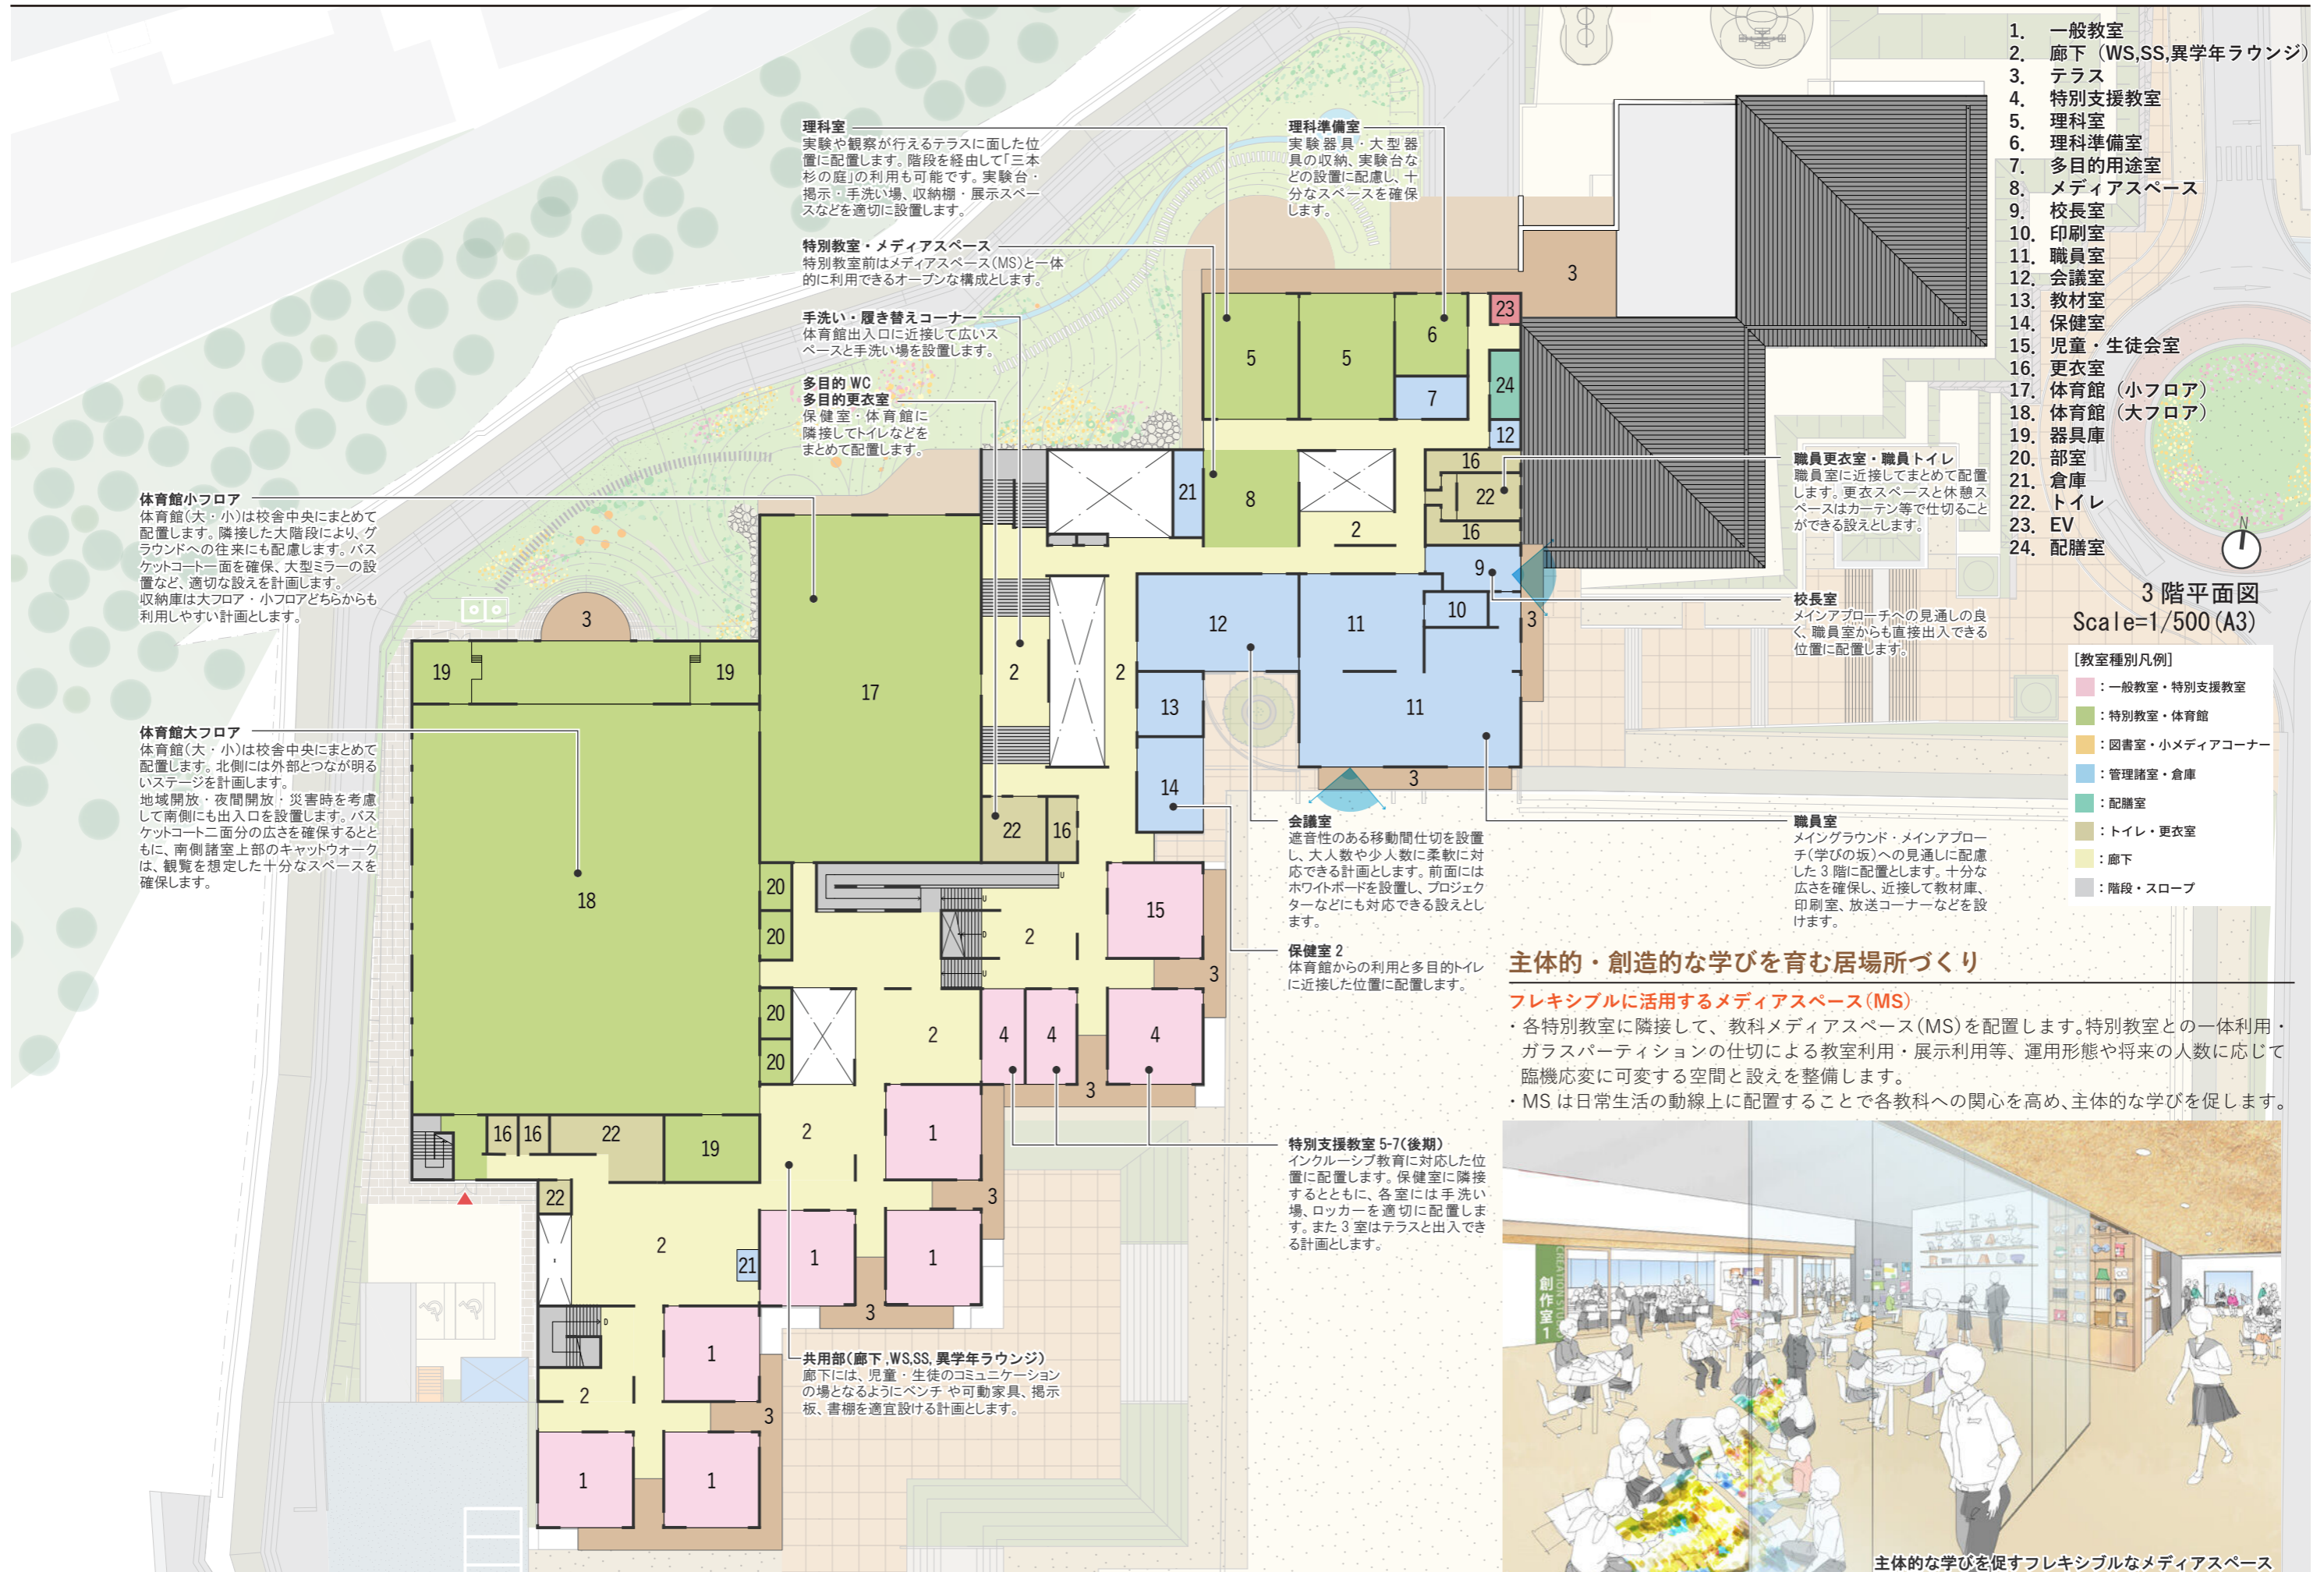 1. 一般教室
2. 廊下（WS,SS,異学年ラウンジ）
3. テラス
4. 特別支援教室
5. 理科室
6. 理科準備室
7. 多目的用途室
8. メディアスペース
9. 校長室
10. 印刷室
11. 職員室
12. 会議室
13. 教材室
14. 保健室
15. 児童・生徒会室
16. 更衣室
17. 体育館（小フロア）
18. 体育館（大フロア）
19. 器具庫
20. 部室
21. 倉庫
22. トイレ
23. EV
24. 配膳室
N
3 階平面図
Scale=1/500(A3)
[教室種別凡例]
：一般教室・特別支援教室
：特別教室・体育館
：図書室・小メディアコーナー
：管理諸室・倉庫
：配膳室
：トイレ・更衣室
：廊下
：階段・スロープ
理科室
実験や観察が行えるテラスに面した位
置に配置します。階段を経由して「三本
杉の庭」の利用も可能です。実験台・
掲示・手洗い場、収納棚・展示スペー
スなどを適切に設置します。
理科準備室
実験器具・大型器
具の収納、実験台な
どの設置に配慮し、十
分なスペースを確保
します。
特別教室・メディアスペース
特別教室前はメディアスペース(MS)と一体
的に利用できるオープンな構成とします。
手洗い・履き替えコーナー
体育館出入口に近接して広いス
ペースと手洗い場を設置します。
多目的 WC
多目的更衣室
保健室・体育館に
隣接してトイレなどを
まとめて配置します。
体育館小フロア
体育館(大・小)は校舎中央にまとめて
配置します。隣接した大階段により、グ
ラウンドへの往来にも配慮します。バス
ケットコート一面を確保、大型ミラーの設
置など、適切な設えを計画します。
収納庫は大フロア・小フロアどちらからも
利用しやすい計画とします。
体育館大フロア
体育館(大・小)は校舎中央にまとめて
配置します。北側には外部とつなが明る
いステージを計画します。
地域開放・夜間開放・災害時を考慮
して南側にも出入口を設置します。バス
ケットコート二面分の広さを確保するとと
もに、南側諸室上部のキャットウォーク
は、観覧を想定した十分なスペースを
確保します。
職員更衣室・職員トイレ
職員室に近接してまとめて配置
します。更衣スペースと休憩ス
ペースはカーテン等で仕切ること
ができる設えとします。
校長室
メインアプローチへの見通しの良
く、職員室からも直接出入できる
位置に配置します。
会議室
遮音性のある移動間仕切を設置
し、大人数や少人数に柔軟に対
応できる計画とします。前面には
ホワイトボードを設置し、プロジェク
ターなどにも対応できる設えとし
ます。
職員室
メイングラウンド・メインアプロー
チ(学びの坂)への見通しに配慮
した 3 階に配置とします。十分な
広さを確保し、近接して教材庫、
印刷室、放送コーナーなどを設
けます。
保健室 2
体育館からの利用と多目的トイレ
に近接した位置に配置します。
特別支援教室 5-7(後期)
インクルーシブ教育に対応した位
置に配置します。保健室に隣接
するとともに、各室には手洗い
場、ロッカーを適切に配置しま
す。また 3 室はテラスと出入でき
る計画とします。
共用部(廊下,WS,SS,異学年ラウンジ)
廊下には、児童・生徒のコミュニケーション
の場となるようにベンチ や可動家具、掲示
板、書棚を適宜設ける計画とします。
主体的・創造的な学びを育む居場所づくり
フレキシブルに活用するメディアスペース(MS)
・各特別教室に隣接して、教科メディアスペース(MS)を配置します。特別教室との一体利用・
ガラスパーティションの仕切による教室利用・展示利用等、運用形態や将来の人数に応じて
臨機応変に可変する空間と設えを整備します。
・MS は日常生活の動線上に配置することで各教科への関心を高め、主体的な学びを促します。
創作室1
CREATION STUDIO
主体的な学びを促すフレキシブルなメディアスペース
3
23
5
5
6
24
7
12
16
21
8
22
2
16
9
10
3
12
11
3
19
19
17
2
2
13
11
14
3
22
16
20
18
20
15
2
3
20
20
2
4
4
4
3
16
16
22
19
2
1
3
22
2
21
1
1
3
1
2
3
1
1
U
U
D
U
D